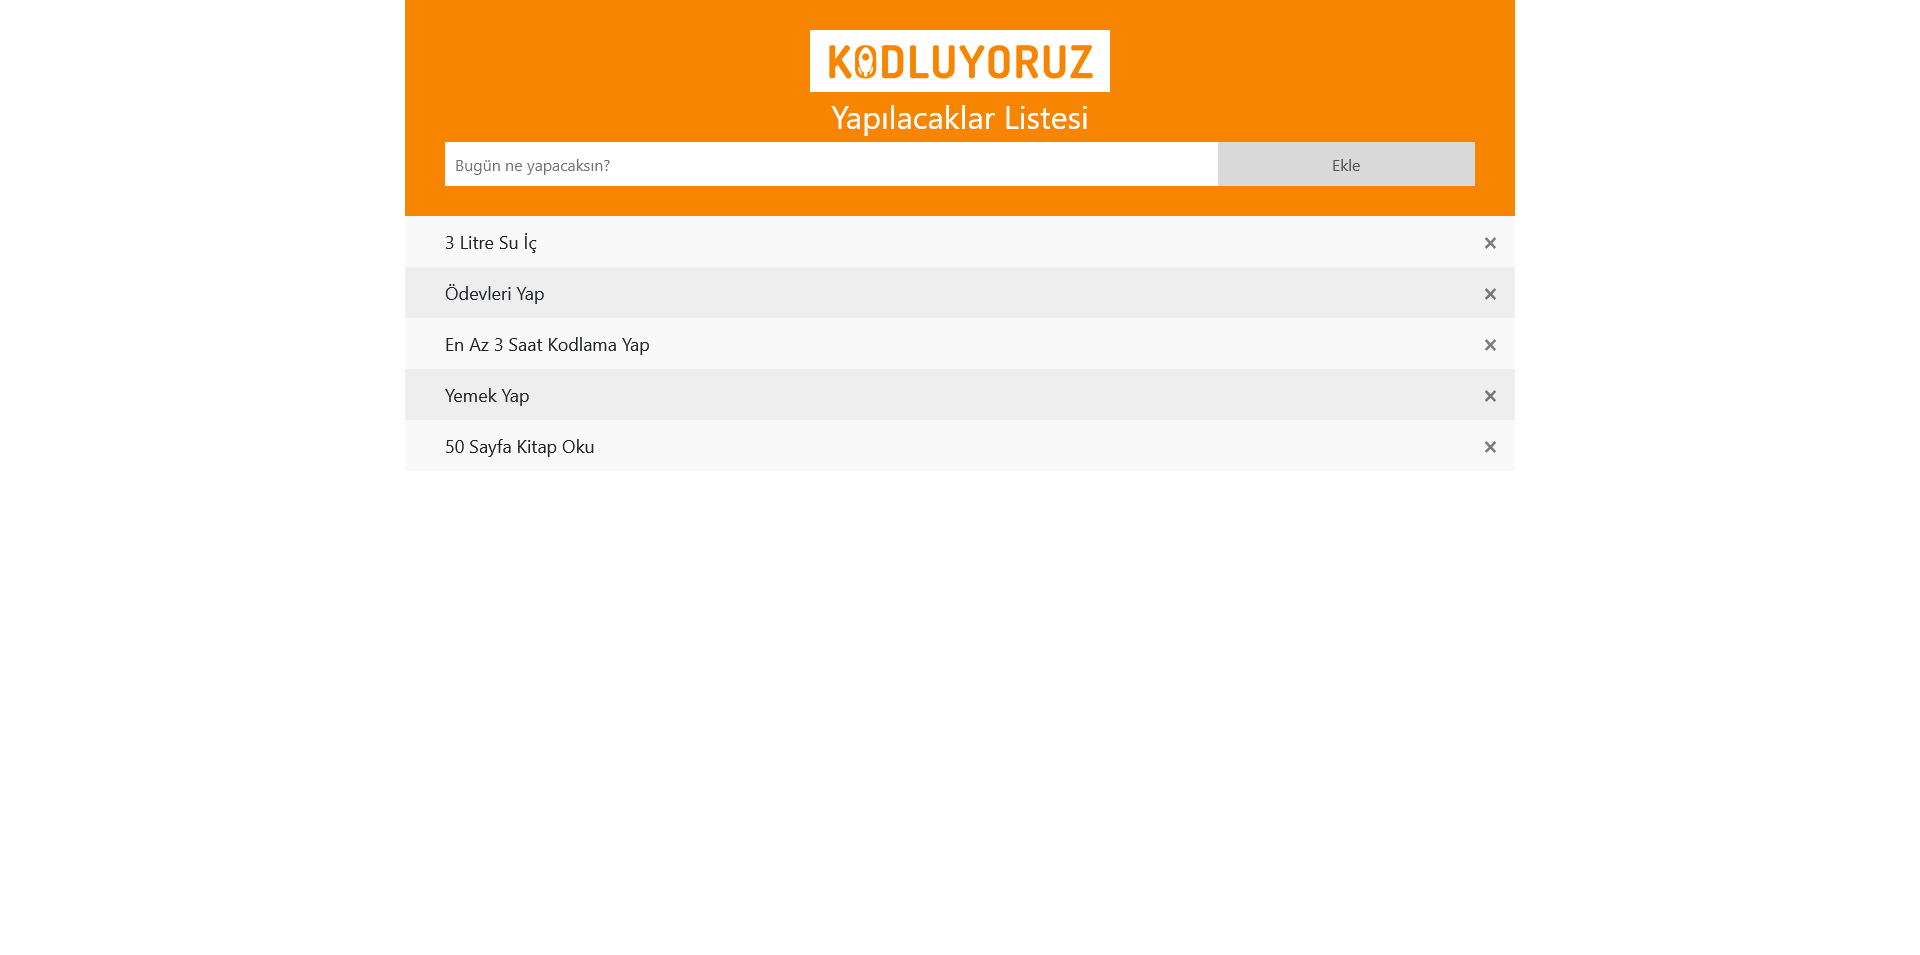 KODLUYORUZ
Yapılacaklar Listesi
Bugün ne yapacaksın?
Ekle
3 Litre Su İç
×
Ödevleri Yap
×
En Az 3 Saat Kodlama Yap
×
Yemek Yap
×
50 Sayfa Kitap Oku
×